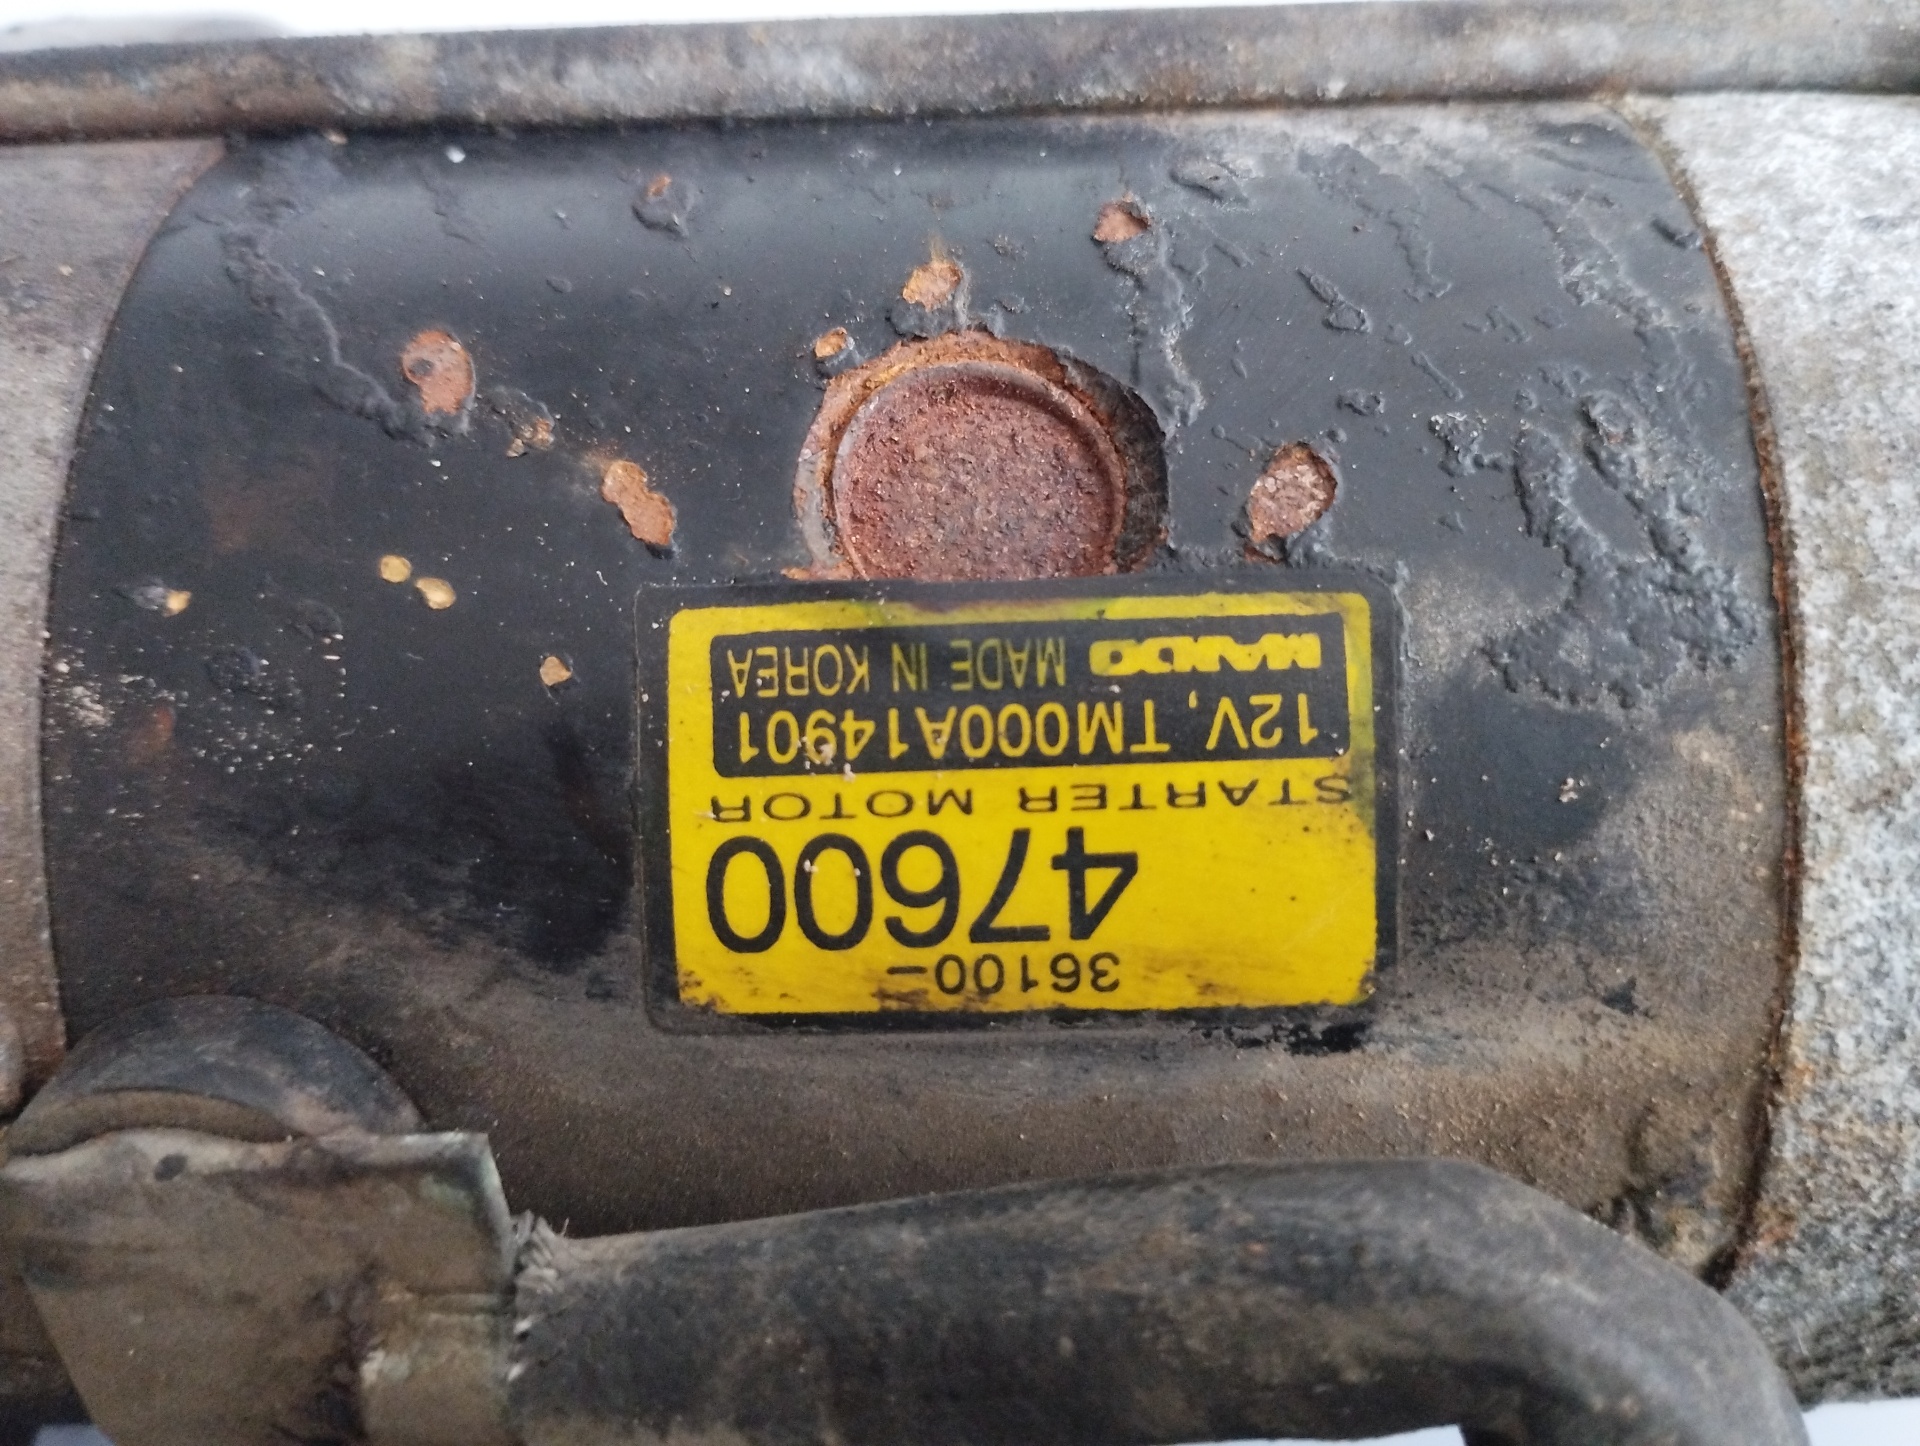 36100-
47600
STARTER MOTOR
12V, TM000A14901
MANDO MADE IN KOREA